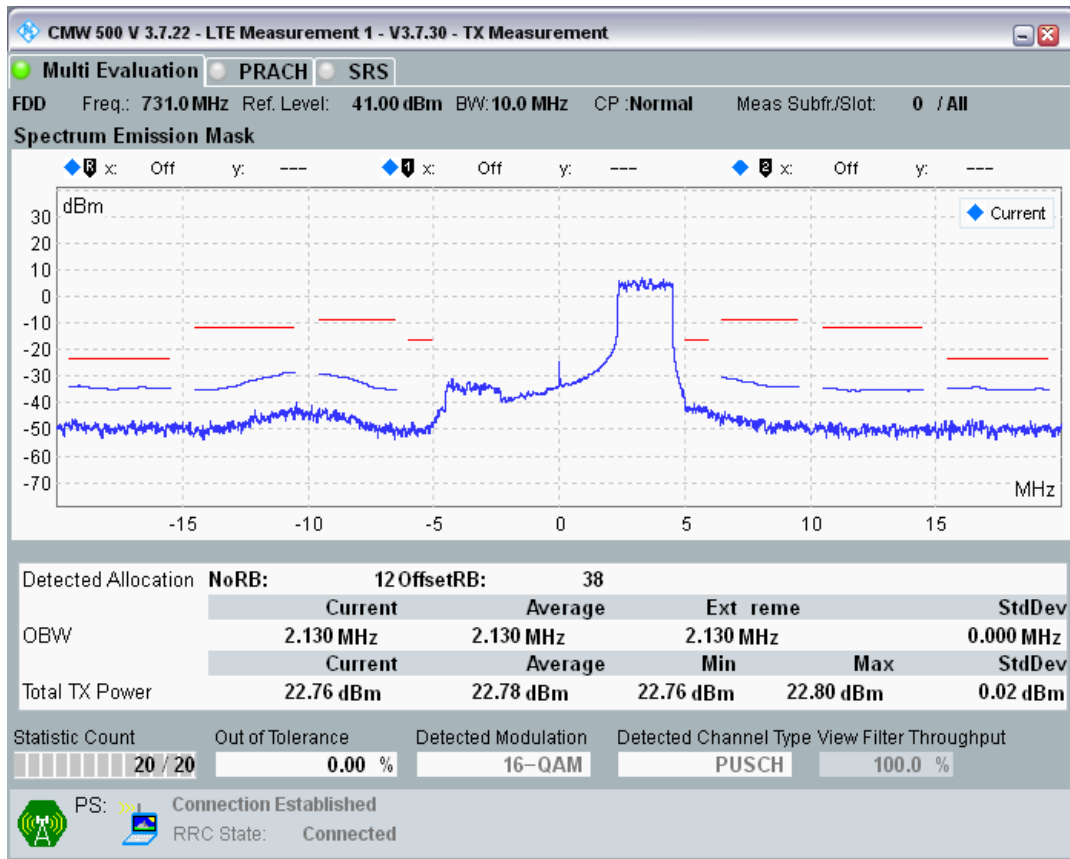 CMW 500 V 3.7.22 - LTE Measurement 1 - V3.7.30 - TX Measurement
Multi Evaluation PRACH SRS
FDD Freq.: 731.0 MHz Ref. Level: 41.00 dBm BW: 10.0 MHz CP :Normal Meas Subfr./Slot: 0 / All
Spectrum Emission Mask
R x: Off y: --- 1 x: Off y: --- 2 x: Off y: ---
dBm
Current
30
20
10
0
-10
-20
-30
-40
-50
-60
-70
MHz
-15 -10 -5 0 5 10 15
Detected Allocation NoRB: 12 OffsetRB: 38
Current Average Ext reme StdDev
OBW 2.130 MHz 2.130 MHz 2.130 MHz 0.000 MHz
Current Average Min Max StdDev
Total TX Power 22.76 dBm 22.78 dBm 22.76 dBm 22.80 dBm 0.02 dBm
Statistic Count Out of Tolerance Detected Modulation Detected Channel Type View Filter Throughput
20 / 20 0.00 % 16-QAM PUSCH 100.0 %
PS: Connection Established
RRC State: Connected